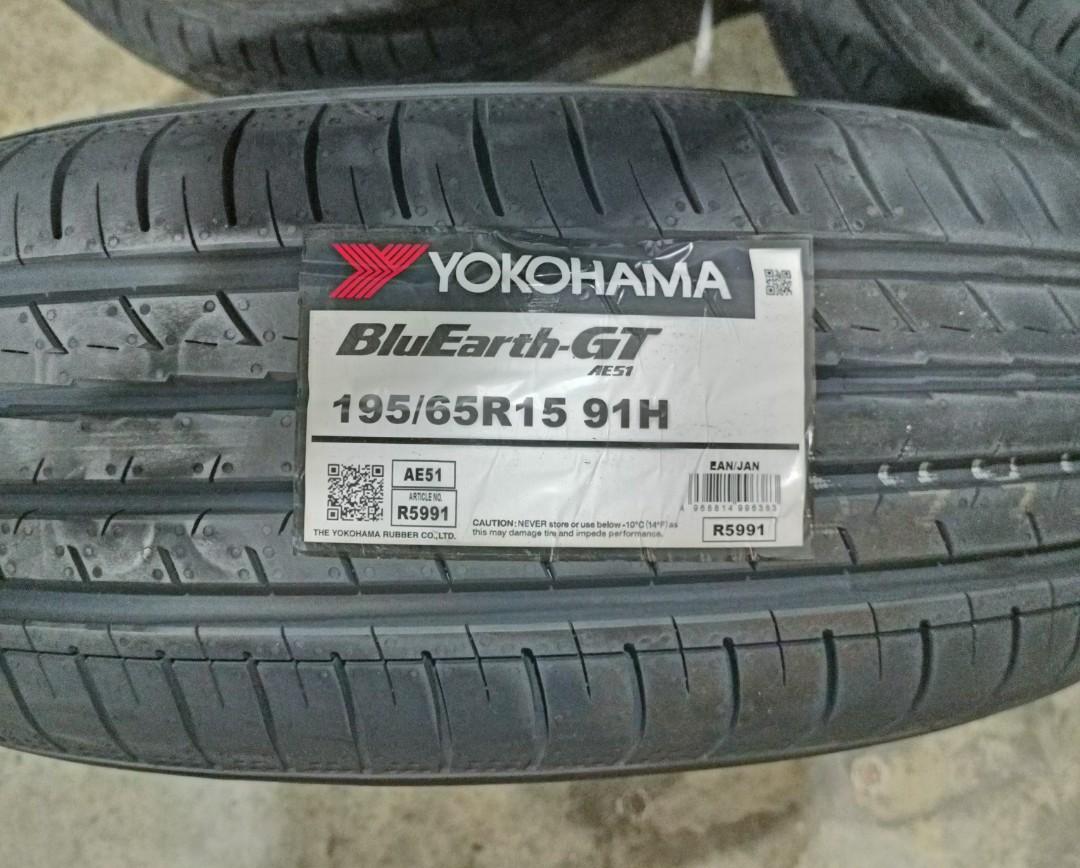 YOKOHAMA
BluEarth-GT
AE51
195/65R15 91H
AE51
ARTICLE NO.
R5991
THE YOKOHAMA RUBBER CO.,LTD.
CAUTION: NEVER store or use below -10°C (14°F) as
this may damage tire and impede performance.
EAN/JAN
R5991